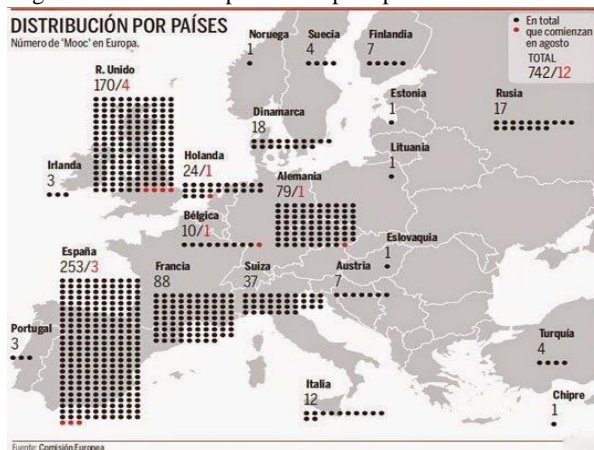 DISTRIBUCIÓN POR PAÍSES
Número de 'Mooc' en Europa.
En total
que comienzan
en agosto
TOTAL
742/12
Noruega
1
Suecia
4
Finlandia
7
R. Unido
170/4
Dinamarca
18
Estonia
1
Rusia
17
Lituania
1
Irlanda
3
Holanda
24/1
Alemania
79/1
Bélgica
10/1
España
253/3
Francia
88
Suiza
37
Austria
7
Eslovaquia
1
Portugal
3
Italia
12
Turquía
4
Chipre
1
Fuente: Comisión Europea